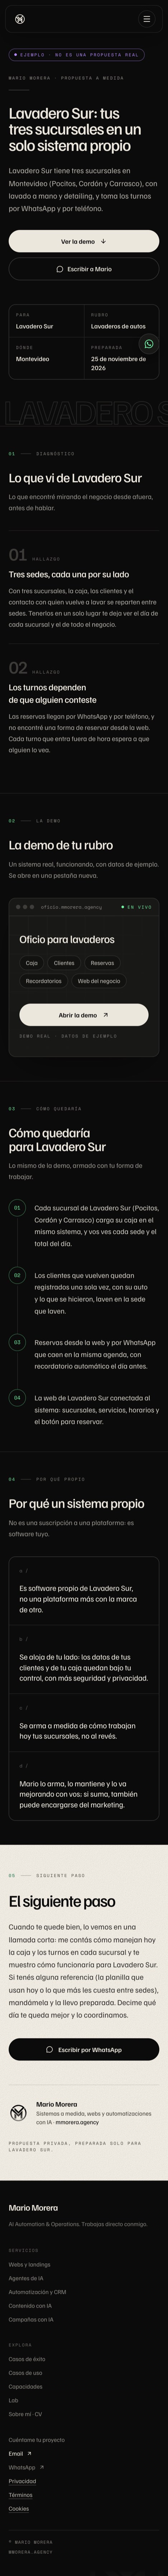 EJEMPLO · NO ES UNA PROPUESTA REAL
MARIO MORERA · PROPUESTA A MEDIDA
Lavadero Sur: tus
tres sucursales en un
solo sistema propio
Lavadero Sur tiene tres sucursales en
Montevideo (Pocitos, Cordón y Carrasco), con
lavado a mano y detailing, y toma los turnos
por WhatsApp y por teléfono.
Ver la demo ↓
Escribir a Mario
PARA
Lavadero Sur
RUBRO
Lavaderos de autos
DÓNDE
Montevideo
PREPARADA
25 de noviembre de
2026
LAVADERO S
01 DIAGNÓSTICO
Lo que vi de Lavadero Sur
Lo que encontré mirando el negocio desde afuera,
antes de hablar.
01 HALLAZGO
Tres sedes, cada una por su lado
Con tres sucursales, la caja, los clientes y el
contacto con quien vuelve a lavar se reparten entre
sedes. Tenerlos en un solo lugar te deja ver el día de
cada sucursal y el de todo el negocio.
02 HALLAZGO
Los turnos dependen
de que alguien conteste
Las reservas llegan por WhatsApp y por teléfono, y
no encontré una forma de reservar desde la web.
Cada turno que entra fuera de hora espera a que
alguien lo vea.
02 LA DEMO
La demo de tu rubro
Un sistema real, funcionando, con datos de ejemplo.
Se abre en una pestaña nueva.
oficio.mmorera.agency
EN VIVO
Oficio para lavaderos
Caja
Clientes
Reservas
Recordatorios
Web del negocio
Abrir la demo ↗
DEMO REAL · DATOS DE EJEMPLO
03 CÓMO QUEDARÍA
Cómo quedaría
para Lavadero Sur
Lo mismo de la demo, armado con tu forma de
trabajar.
01
Cada sucursal de Lavadero Sur (Pocitos,
Cordón y Carrasco) carga su caja en el
mismo sistema, y vos ves cada sede y el
total del día.
02
Los clientes que vuelven quedan
registrados una sola vez, con su auto
y lo que se hicieron, laven en la sede
que laven.
03
Reservas desde la web y por WhatsApp
que caen en la misma agenda, con
recordatorio automático el día antes.
04
La web de Lavadero Sur conectada al
sistema: sucursales, servicios, horarios y
el botón para reservar.
04 POR QUÉ PROPIO
Por qué un sistema propio
No es una suscripción a una plataforma: es
software tuyo.
a /
Es software propio de Lavadero Sur,
no una plataforma más con la marca
de otro.
b /
Se aloja de tu lado: los datos de tus
clientes y de tu caja quedan bajo tu
control, con más seguridad y privacidad.
c /
Se arma a medida de cómo trabajan
hoy tus sucursales, no al revés.
d /
Mario lo arma, lo mantiene y lo va
mejorando con vos; si suma, también
puede encargarse del marketing.
05 SIGUIENTE PASO
El siguiente paso
Cuando te quede bien, lo vemos en una
llamada corta: me contás cómo manejan hoy
la caja y los turnos en cada sucursal y te
muestro cómo funcionaría para Lavadero Sur.
Si tenés alguna referencia (la planilla que
usan hoy o lo que más les cuesta entre sedes),
mandámela y la llevo preparada. Decime qué
día te queda mejor y lo coordinamos.
Escribir por WhatsApp
Mario Morera
Sistemas a medida, webs y automatizaciones
con IA · mmorera.agency
PROPUESTA PRIVADA, PREPARADA SOLO PARA
LAVADERO SUR.
Mario Morera
AI Automation & Operations. Trabajas directo conmigo.
SERVICIOS
Webs y landings
Agentes de IA
Automatización y CRM
Contenido con IA
Campañas con IA
EXPLORA
Casos de éxito
Casos de uso
Capacidades
Lab
Sobre mí · CV
Cuéntame tu proyecto
Email ↗
WhatsApp ↗
Privacidad
Términos
Cookies
© MARIO MORERA
MMORERA.AGENCY